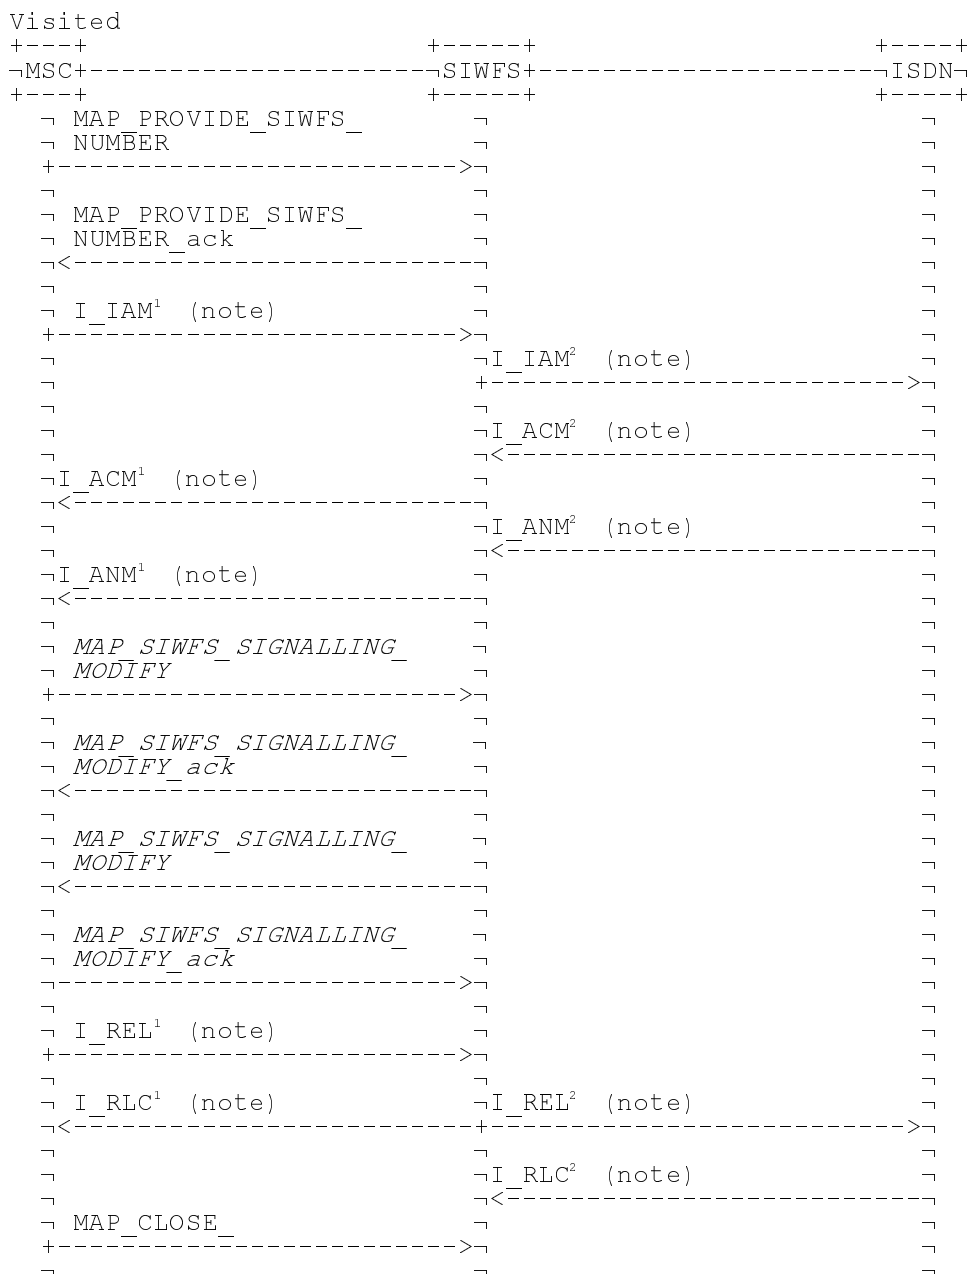 Visited
+---+                     +-----+                     +----+
¬MSC+----------------------¬SIWFS+----------------------¬ISDN¬
+---+                     +-----+                     +----+
¬ MAP_PROVIDE_SIWFS_       ¬                           ¬
¬ NUMBER                   ¬                           ¬
+------------------------->¬                           ¬
¬                          ¬                           ¬
¬ MAP_PROVIDE_SIWFS_       ¬                           ¬
¬ NUMBER_ack               ¬                           ¬
¬<--------------------------¬                           ¬
¬                          ¬                           ¬
¬ I_IAM¹ (note)            ¬                           ¬
+------------------------->¬                           ¬
¬                          ¬I_IAM² (note)              ¬
¬                          +-------------------------->¬
¬                          ¬                           ¬
¬                          ¬I_ACM² (note)              ¬
¬                          ¬<---------------------------¬
¬I_ACM¹ (note)             ¬                           ¬
¬<--------------------------¬                           ¬
¬                          ¬I_ANM² (note)              ¬
¬                          ¬<---------------------------¬
¬I_ANM¹ (note)             ¬                           ¬
¬<--------------------------¬                           ¬
¬                          ¬                           ¬
¬ MAP_SIWFS_SIGNALLING_    ¬                           ¬
¬ MODIFY                   ¬                           ¬
+------------------------->¬                           ¬
¬                          ¬                           ¬
¬ MAP_SIWFS_SIGNALLING_    ¬                           ¬
¬ MODIFY_ack               ¬                           ¬
¬<--------------------------¬                           ¬
¬                          ¬                           ¬
¬ MAP_SIWFS_SIGNALLING_    ¬                           ¬
¬ MODIFY                   ¬                           ¬
¬<--------------------------¬                           ¬
¬                          ¬                           ¬
¬ MAP_SIWFS_SIGNALLING_    ¬                           ¬
¬ MODIFY_ack               ¬                           ¬
¬------------------------->¬                           ¬
¬                          ¬                           ¬
¬ I_REL¹ (note)            ¬                           ¬
+------------------------->¬                           ¬
¬                          ¬                           ¬
¬ I_RLC¹ (note)            ¬I_REL² (note)              ¬
¬<-------------------------+-------------------------->¬
¬                          ¬                           ¬
¬                          ¬I_RLC² (note)              ¬
¬                          ¬<---------------------------¬
¬ MAP_CLOSE_               ¬                           ¬
+------------------------->¬                           ¬
¬                          ¬                           ¬